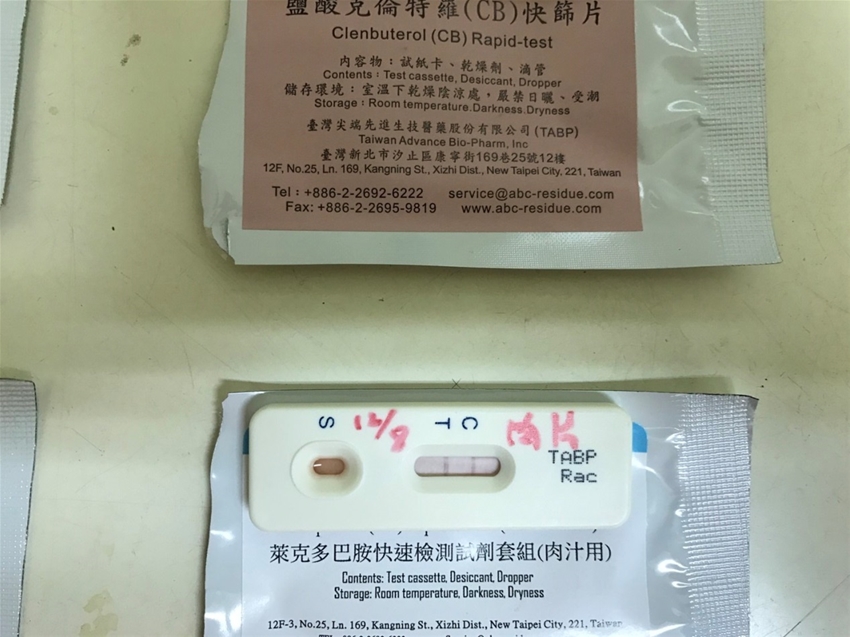 鹽酸克倫特羅(CB)快篩片
Clenbuterol (CB) Rapid-test
內容物：試紙卡、乾燥劑、滴管
Contents : Test cassette, Desiccant, Dropper
儲存環境：室溫下乾燥陰涼處，嚴禁日曬、受潮
Storage : Room temperature.Darkness.Dryness
臺灣尖端先進生技醫藥股份有限公司(TABP)
Taiwan Advance Bio-Pharm, Inc
臺灣新北市汐止區康寧街169巷25號12樓
12F, No.25, Ln. 169, Kangning St., Xizhi Dist., New Taipei City, 221, Taiwan
Tel : +886-2-2692-6222 service@abc-residue.com
Fax: +886-2-2695-9819 www.abc-residue.com
S 12/9 T C
TABP
Rac
萊克多巴胺快速檢測試劑套組(肉汁用)
Contents: Test cassette, Desiccant, Dropper
Storage: Room temperature, Darkness, Dryness
12F-3, No.25, Ln. 169, Kangning St., Xizhi Dist., New Taipei City, 221, Taiwan